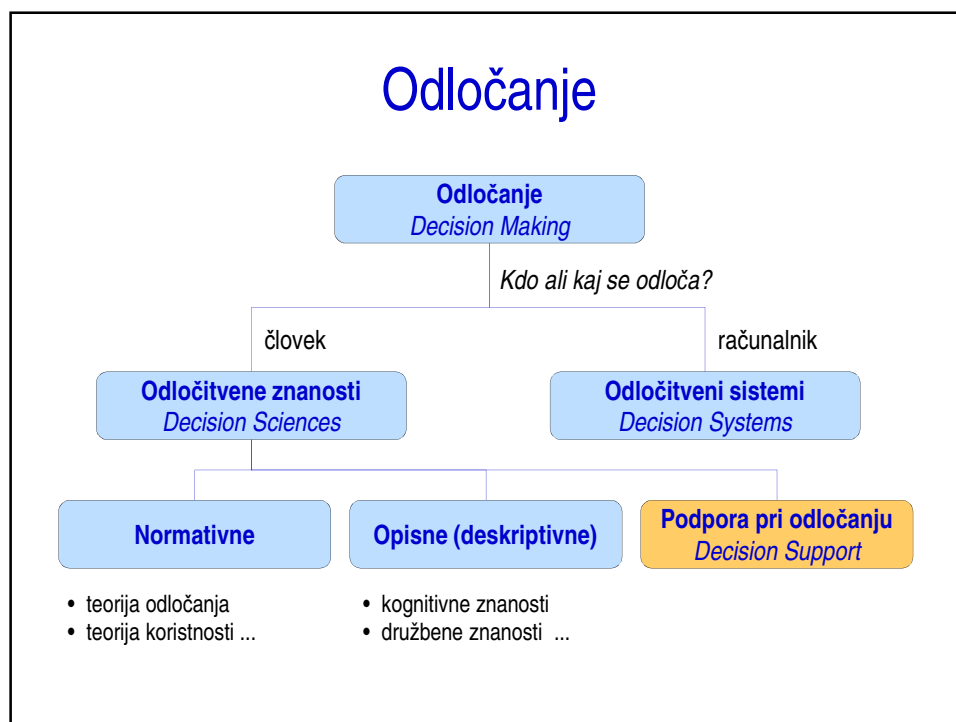 Odločanje
Odločanje
Decision Making
Kdo ali kaj se odloča?
človek
računalnik
Odločitvene znanosti
Decision Sciences
Odločitveni sistemi
Decision Systems
Normativne
Opisne (deskriptivne)
Podpora pri odločanju
Decision Support
• teorija odločanja
• teorija koristnosti ...
• kognitivne znanosti
• družbene znanosti ...